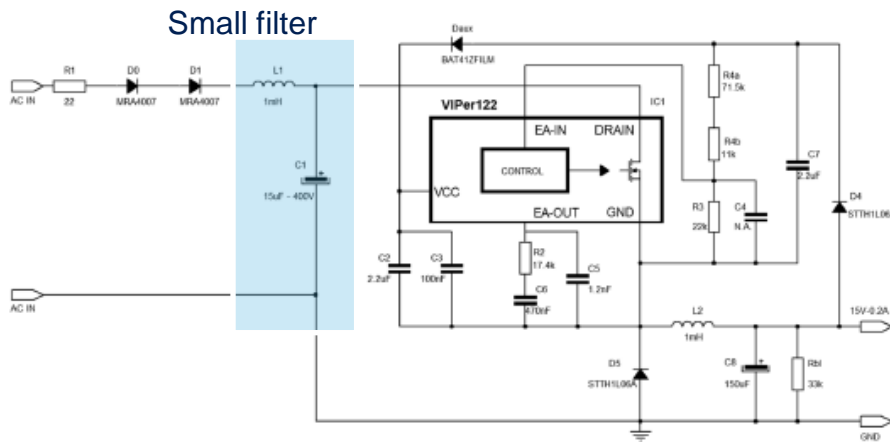 Small filter
Daux
BAT41ZFILM
R1
22
D0
MRA4007
D1
MRA4007
L1
1mH
AC IN
R4a
71.5k
VIPer122
IC1
EA-IN
DRAIN
R4b
11k
C7
2.2uF
CONTROL
C1
15uF - 400V
VCC
GND
EA-OUT
R3
22k
C4
N.A.
D4
STTH1L06
C2
2.2uF
C3
100nF
R2
17.4k
C5
1.2nF
C6
470nF
AC IN
L2
1mH
15V-0.2A
D5
STTH1L06A
C8
150uF
Rbl
33k
GND